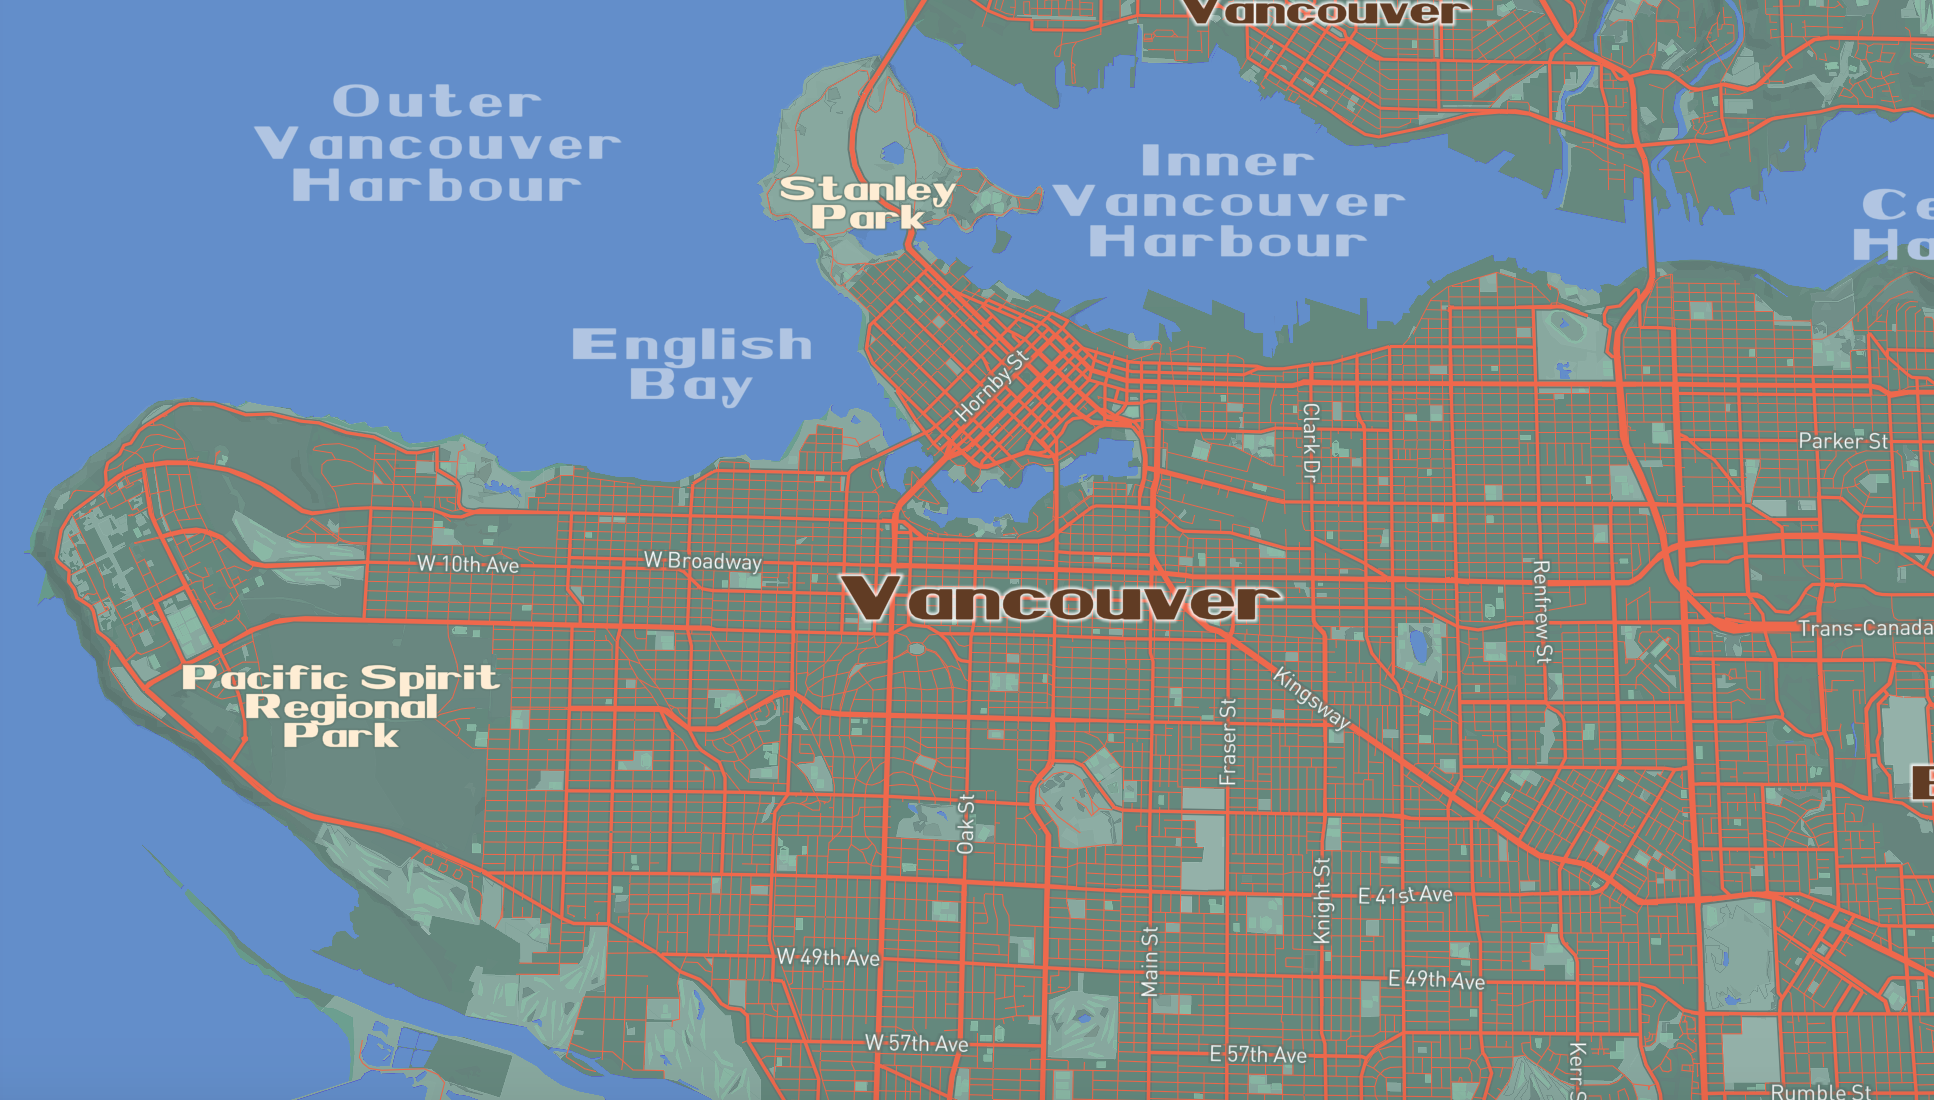 Vancouver
Outer
Vancouver
Harbour
Inner
Vancouver
Harbour
Stanley
Park
English
Bay
Hornby St
Clark Dr
Parker St
W 10th Ave
W Broadway
Vancouver
Renfrew St
Trans-Canada
Pacific Spirit
Regional
Park
Kingsway
Fraser St
Oak St
Knight St
E 41st Ave
Main St
W 49th Ave
E 49th Ave
W 57th Ave
E 57th Ave
Kerr
Rumble St